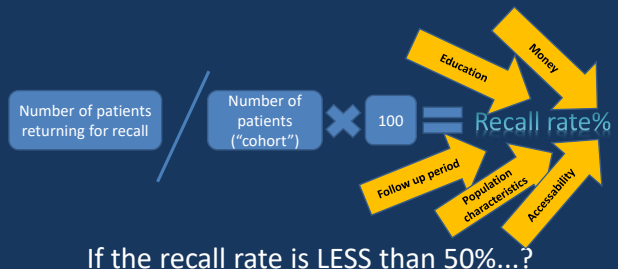 Education
Money
Number of patients
returning for recall
Number of
patients
("cohort")
100
Recall rate%
Follow up period
Population
characteristics
Accessability
If the recall rate is LESS than 50%...?